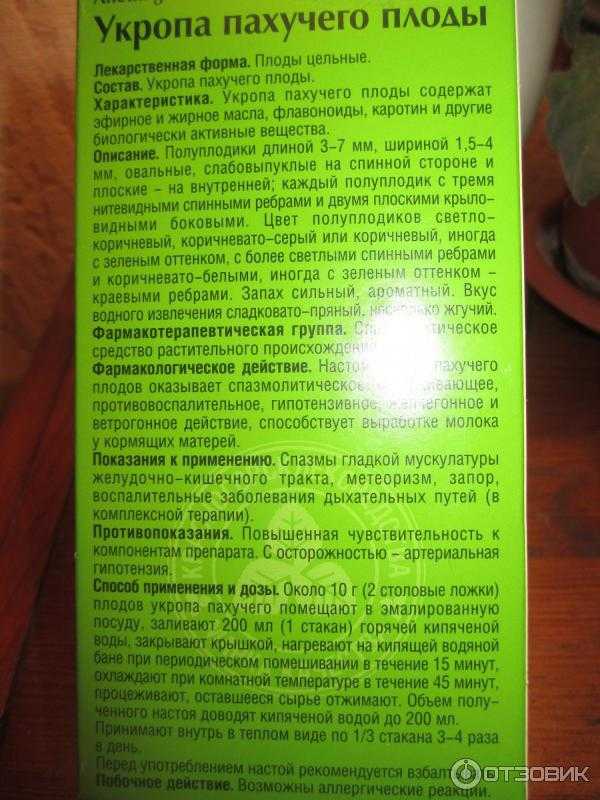 Укропа пахучего плоды
Лекарственная форма. Плоды цельные.
Состав. Укропа пахучего плоды.
Характеристика. Укропа пахучего плоды содержат
эфирное и жирное масла, флавоноиды, каротин и другие
биологически активные вещества.
Описание. Полуплодики длиной 3–7 мм, шириной 1,5–4
мм, овальные, слабовыпуклые на спинной стороне и
плоские – на внутренней; каждый полуплодик с тремя
нитевидными спинными ребрами и двумя плоскими крыло-
видными боковыми. Цвет полуплодиков светло-
коричневый, коричневато–серый или коричневый, иногда
с зеленым оттенком, с более светлыми спинными ребрами
и коричневато–белыми, иногда с зеленым оттенком –
краевыми ребрами. Запах сильный, ароматный. Вкус
водного извлечения сладковато–пряный, несколько жгучий.
Фармакотерапевтическая группа.
средство растительного происхождения
Фармакологическое действие. пахучего
плодов оказывает спазмолитическое,
противовоспалительное, гипотензивное, желчегонное и
ветрогонное действие, способствует выработке молока
у кормящих матерей.
Показания к применению. Спазмы гладкой мускулатуры
желудочно–кишечного тракта, метеоризм, запор,
воспалительные заболевания дыхательных путей (в
комплексной терапии).
Противопоказания. Повышенная чувствительность к
компонентам препарата. С осторожностью – артериальная
гипотензия.
Способ применения и дозы. Около 10 г (2 столовые ложки)
плодов укропа пахучего помещают в эмалированную
посуду, заливают 200 мл (1 стакан) горячей кипяченой
воды, закрывают крышкой, нагревают на кипящей водяной
бане при периодическом помешивании в течение 15 минут,
охлаждают при комнатной температуре в течение 45 минут,
процеживают, оставшееся сырье отжимают. Объем полу-
ченного настоя доводят кипяченой водой до 200 мл.
Принимают внутрь в теплом виде по 1/3 стакана 3–4 раза
в день.
Перед употреблением настой рекомендуется взбалтывать.
Побочное действие. Возможны аллергические реакции.
ОТЗОВИК